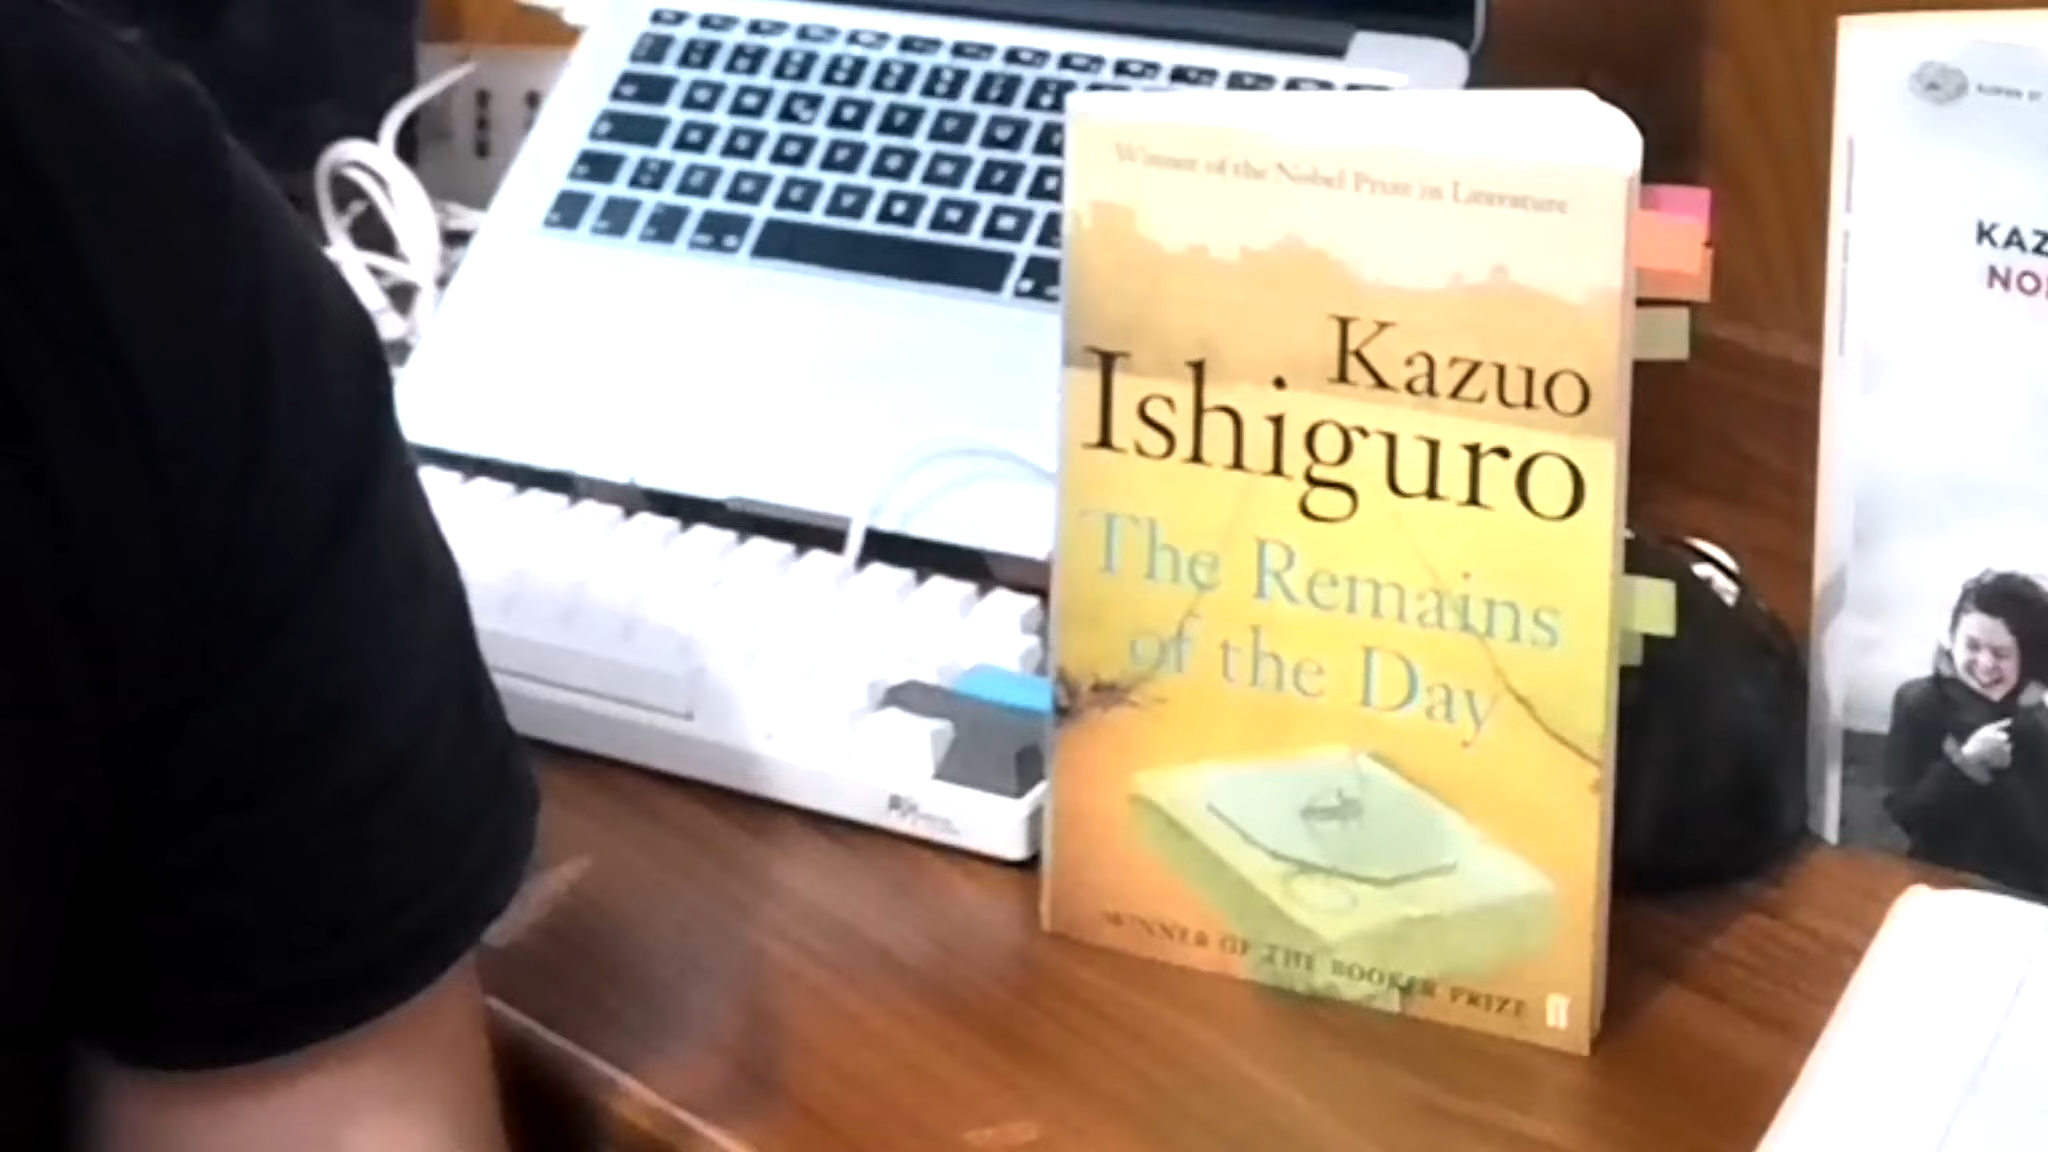 Winner of the Nobel Prize in Literature
Kazuo
Ishiguro
The Remains
of the Day
WINNER OF THE BOOKER PRIZE
ff
KAZ
NO